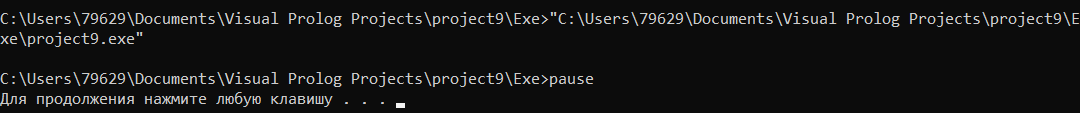 C:\Users\79629\Documents\Visual Prolog Projects\project9\Exe>"C:\Users\79629\Documents\Visual Prolog Projects\project9\E
xe\project9.exe"
C:\Users\79629\Documents\Visual Prolog Projects\project9\Exe>pause
Для продолжения нажмите любую клавишу . . .